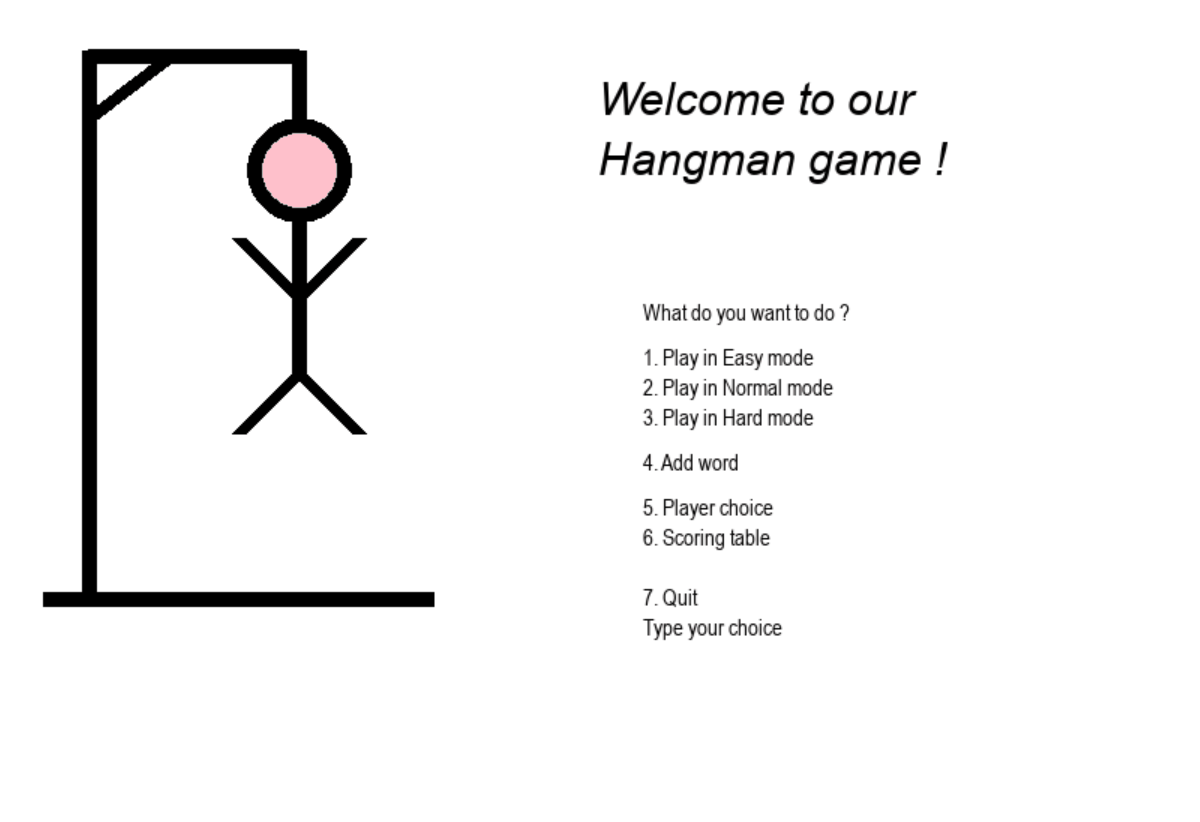 Welcome to our
Hangman game !
What do you want to do ?
1. Play in Easy mode
2. Play in Normal mode
3. Play in Hard mode
4. Add word
5. Player choice
6. Scoring table
7. Quit
Type your choice